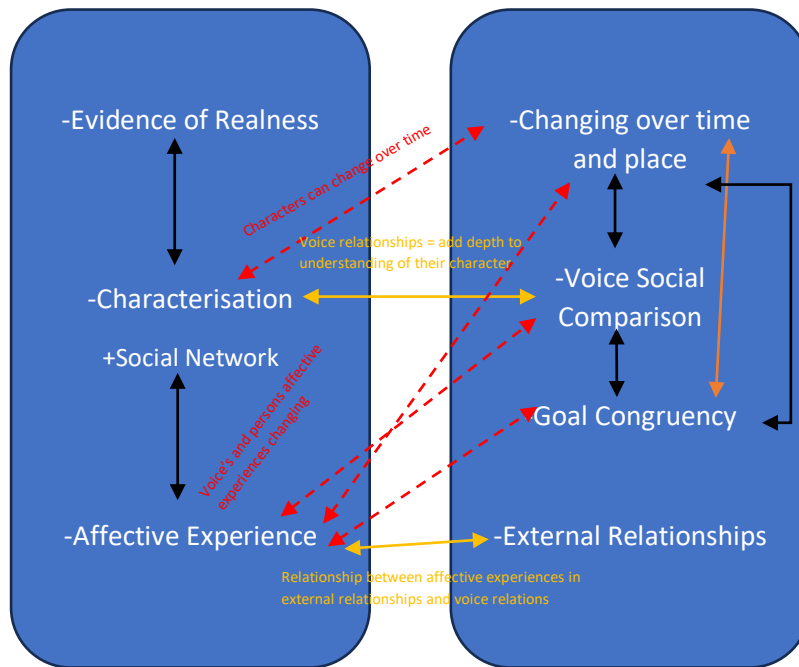 -Evidence of Realness
-Changing over time
and place
Characters can change over time
Voice relationships = add depth to
understanding of their character
-Characterisation
-Voice Social
Comparison
+Social Network
Voice's and persons affective
experiences changing
-Goal Congruency
-Affective Experience
-External Relationships
Relationship between affective experiences in
external relationships and voice relations